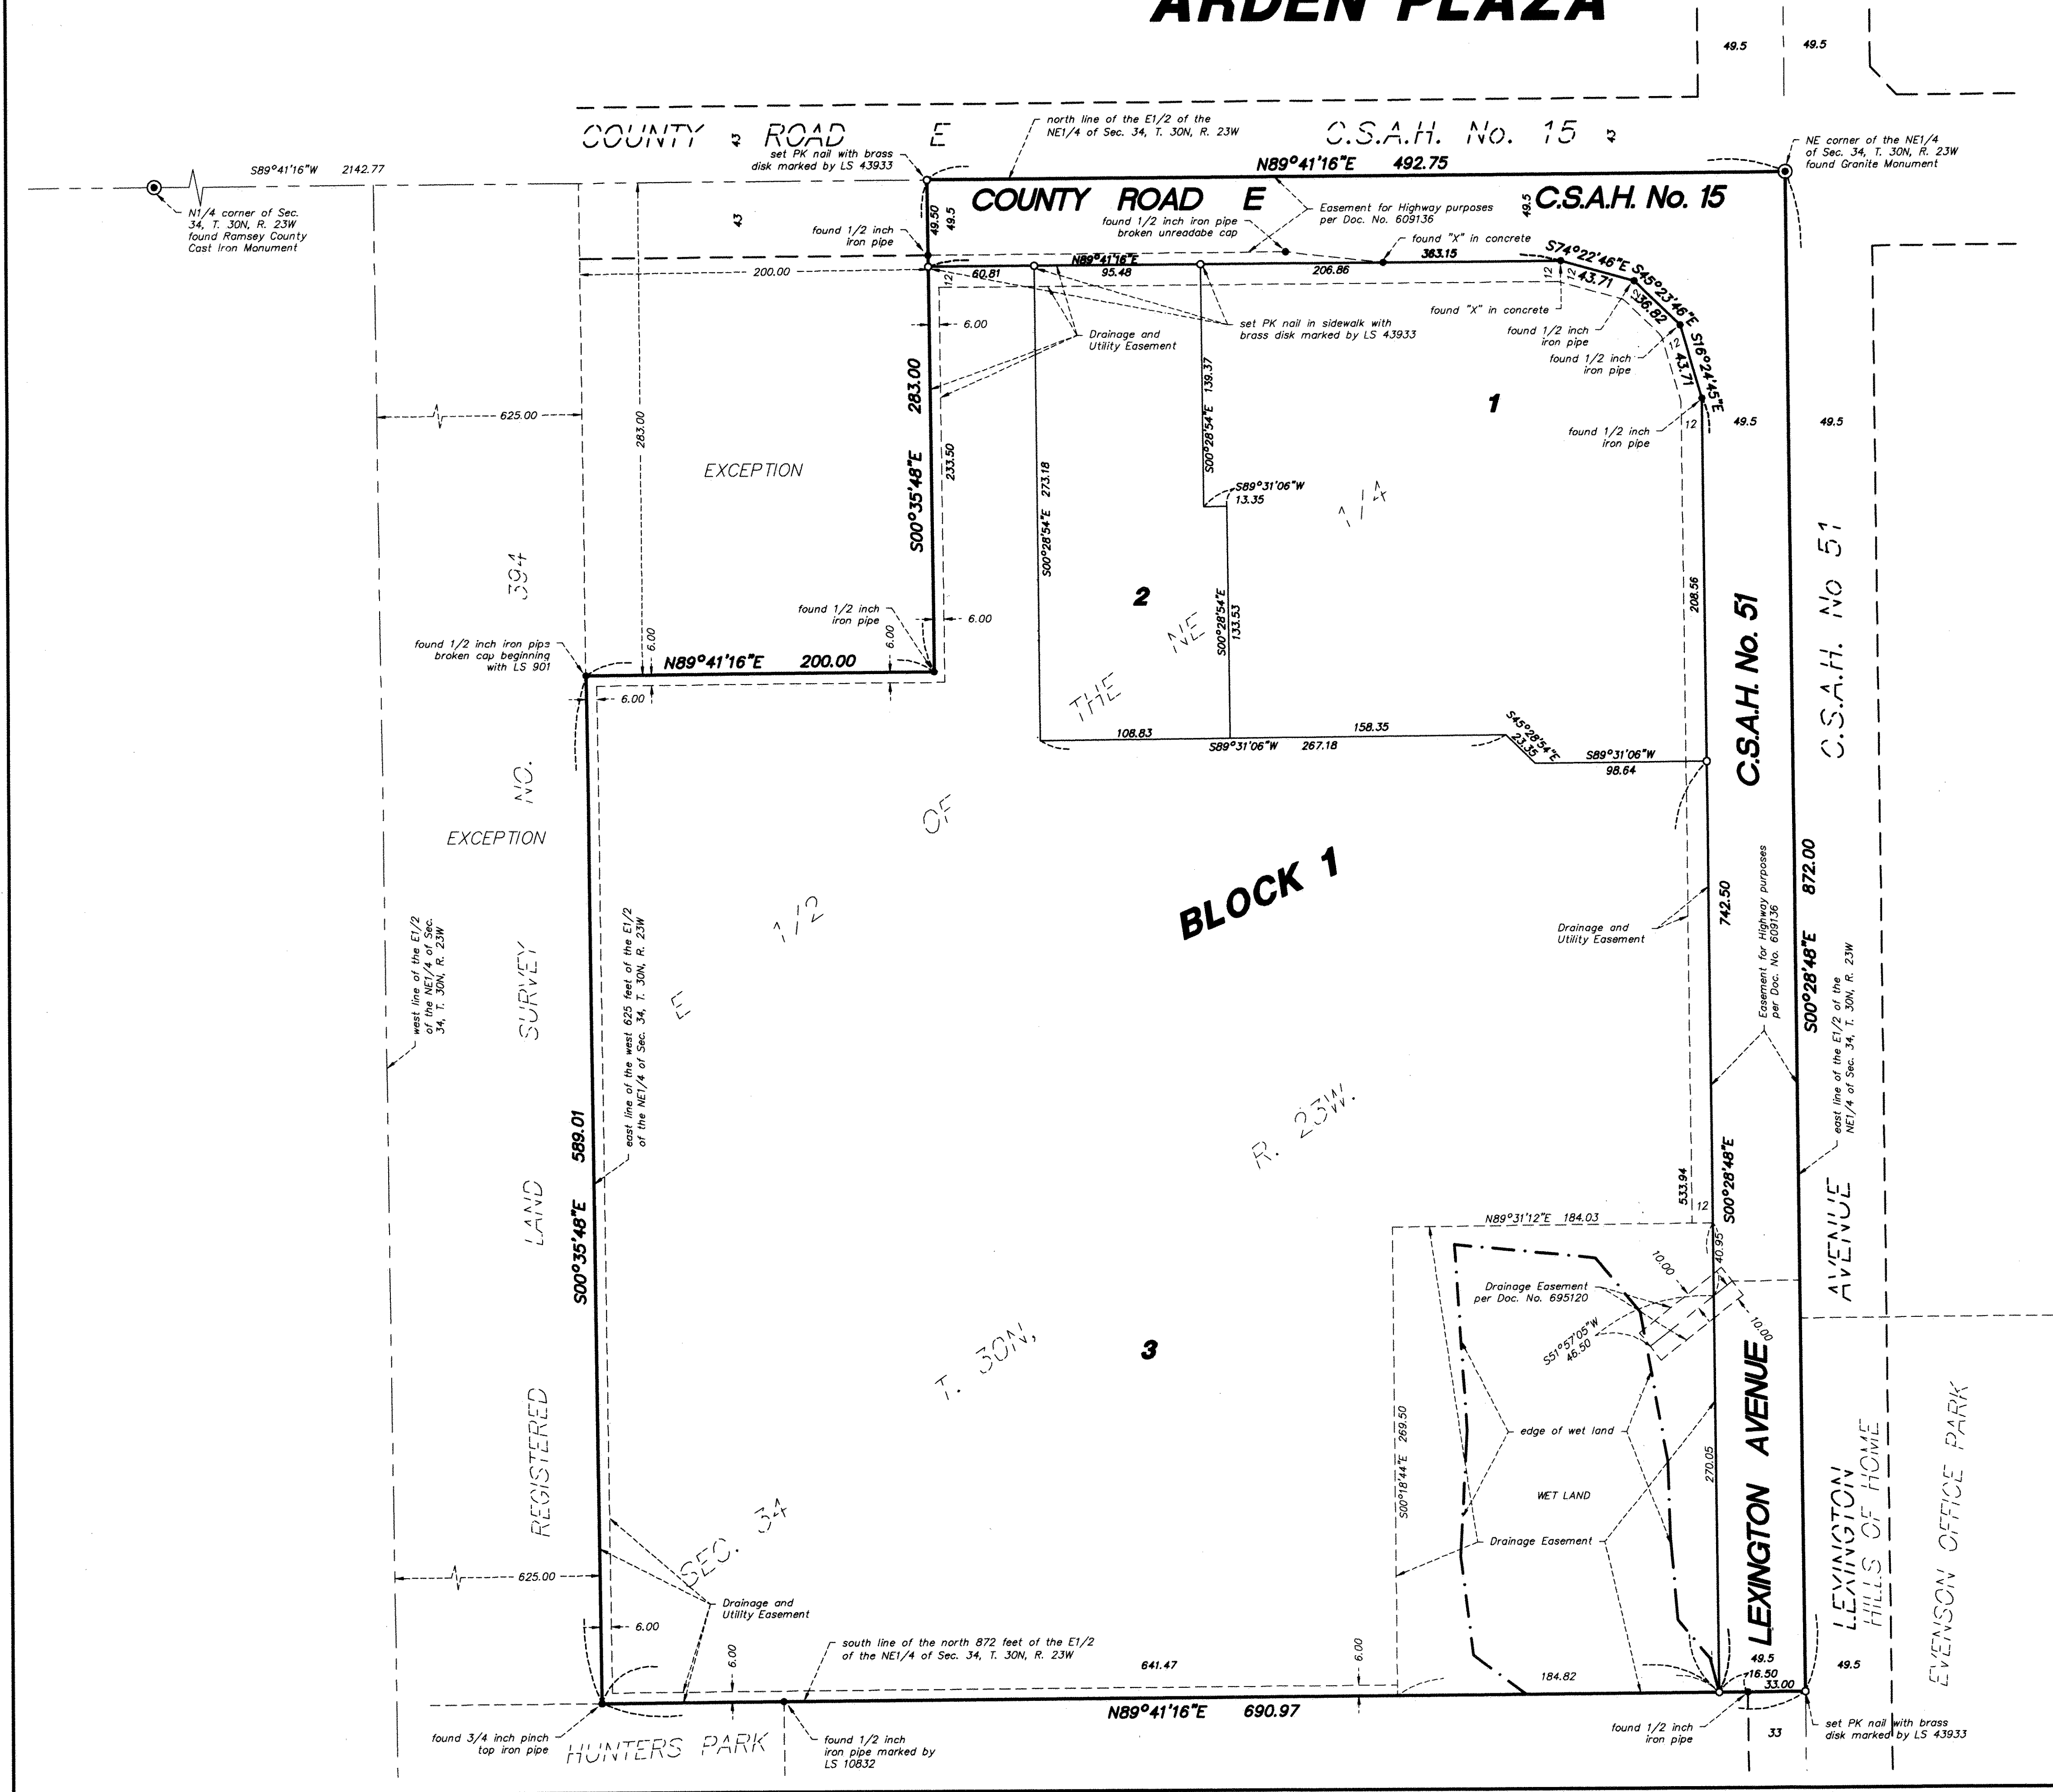 ARDEN PLAZA
49.5
49.5
COUNTY ROAD E
43
C.S.A.H. No. 15
north line of the E1/2 of the
NE1/4 of Sec. 34, T. 30N, R. 23W
NE corner of the NE1/4
of Sec. 34, T. 30N, R. 23W
found Granite Monument
set PK nail with brass
disk marked by LS 43933
S89°41'16"W 2142.77
N89°41'16"E 492.75
N1/4 corner of Sec.
34, T. 30N, R. 23W
found Ramsey County
Cast Iron Monument
43
49.50
49.5
COUNTY ROAD E
C.S.A.H. No. 15
49.5
Easement for Highway purposes
per Doc. No. 609136
found 1/2 inch iron pipe
broken unreadabe cap
found 1/2 inch
iron pipe
found "X" in concrete
200.00
60.81
N89°41'16"E
95.48
206.86
363.15
S74°22'46"E
43.71
S45°23'46"E
36.82
S16°24'45"E
43.71
12
12
12
12
12
found "X" in concrete
found 1/2 inch
iron pipe
found 1/2 inch
iron pipe
found 1/2 inch
iron pipe
6.00
Drainage and
Utility Easement
set PK nail in sidewalk with
brass disk marked by LS 43933
625.00
283.00
EXCEPTION
S00°35'48"E 283.00
233.50
S00°28'54"E 273.18
S00°28'54"E 139.37
S89°31'06"W
13.35
1
49.5
49.5
1/4
394
2
NE
S00°28'54"E
133.53
208.56
C.S.A.H. No. 51
C.S.A.H. No 51
found 1/2 inch
iron pipe
6.00
found 1/2 inch iron pips
broken cap beginning
with LS 901
6.00
6.00
N89°41'16"E 200.00
6.00
THE
108.83
158.35
S89°31'06"W 267.18
S45°28'54"E
23.35
S89°31'06"W
98.64
NO.
EXCEPTION
OF
BLOCK 1
1/2
E
Drainage and
Utility Easement
742.50
Easement for Highway purposes
per Doc. No. 609136
S00°28'48"E 872.00
east line of the E1/2 of the
NE1/4 of Sec. 34, T. 30N, R. 23W
west line of the E1/2
of the NE1/4 of Sec.
34, T. 30N, R. 23W
SURVEY
east line of the west 625 feet of the E1/2
of the NE1/4 of Sec. 34, T. 30N, R. 23W
S00°35'48"E 589.01
R. 23W.
533.94
12
S00°28'48"E
LAND
N89°31'12"E 184.03
40.95
10.00
Drainage Easement
per Doc. No. 695120
S51°57'05"W
46.50
10.00
AVENUE
T. 30N,
3
S00°18'44"E 269.50
edge of wet land
WET LAND
Drainage Easement
270.05
LEXINGTON AVENUE
REGISTERED
LEXINGTON
HILLS OF HOME
EVENSON OFFICE PARK
SEC. 34
625.00
Drainage and
Utility Easement
6.00
6.00
south line of the north 872 feet of the E1/2
of the NE1/4 of Sec. 34, T. 30N, R. 23W
641.47
6.00
184.82
49.5
16.50
33.00
49.5
N89°41'16"E 690.97
found 3/4 inch pinch
top iron pipe
HUNTERS PARK
found 1/2 inch
iron pipe marked by
LS 10832
found 1/2 inch
iron pipe
33
set PK nail with brass
disk marked by LS 43933